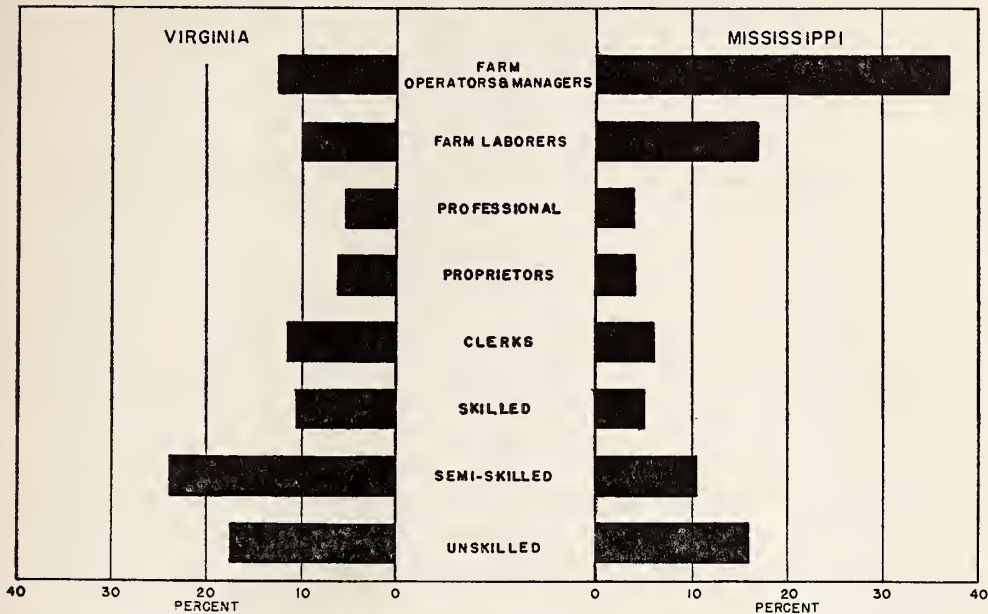 VIRGINIA
MISSISSIPPI
FARM
OPERATORS & MANAGERS
FARM LABORERS
PROFESSIONAL
PROPRIETORS
CLERKS
SKILLED
SEMI-SKILLED
UNSKILLED
40 30 20 10 0
PERCENT
0 10 20 30 40
PERCENT